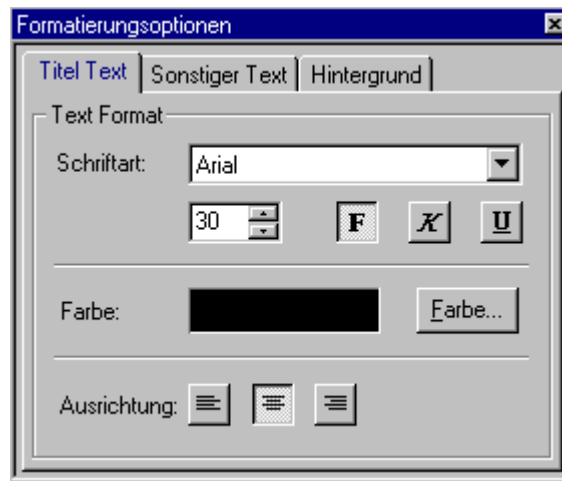 Formatierungsoptionen
Titel Text Sonstiger Text Hintergrund
Text Format
Schriftart: Arial
30 F K U
Farbe: Farbe...
Ausrichtung: